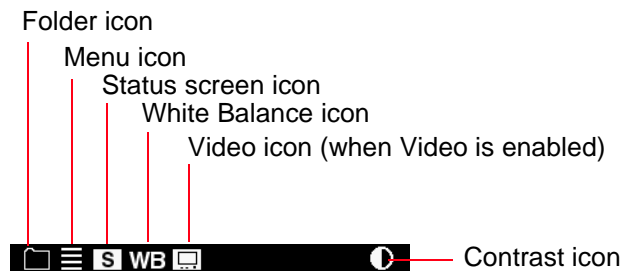 Folder icon
Menu icon
Status screen icon
White Balance icon
Video icon (when Video is enabled)
S WB
Contrast icon